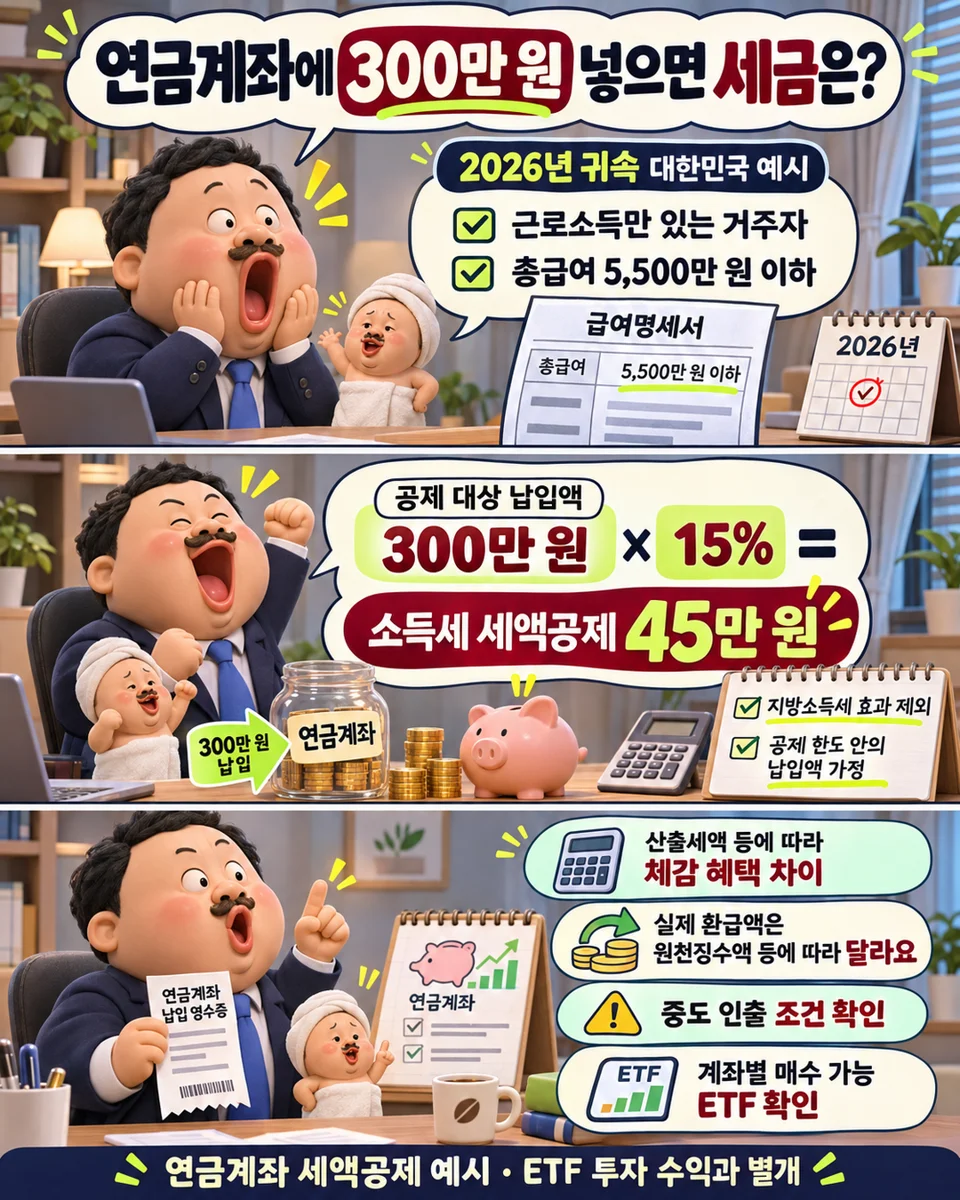 연금계좌에 300만 원 넣으면 세금은?
2026년 귀속 대한민국 예시
근로소득만 있는 거주자
총급여 5,500만 원 이하
급여명세서
총급여 5,500만 원 이하
2026년
공제 대상 납입액
300만 원 × 15% =
소득세 세액공제 45만 원
300만 원
납입
연금계좌
지방소득세 효과 제외
공제 한도 안의
납입액 가정
산출세액 등에 따라
체감 혜택 차이
실제 환급액은
원천징수액 등에 따라 달라요
중도 인출 조건 확인
ETF
계좌별 매수 가능
ETF 확인
연금계좌
납입 영수증
연금계좌
연금계좌 세액공제 예시 · ETF 투자 수익과 별개